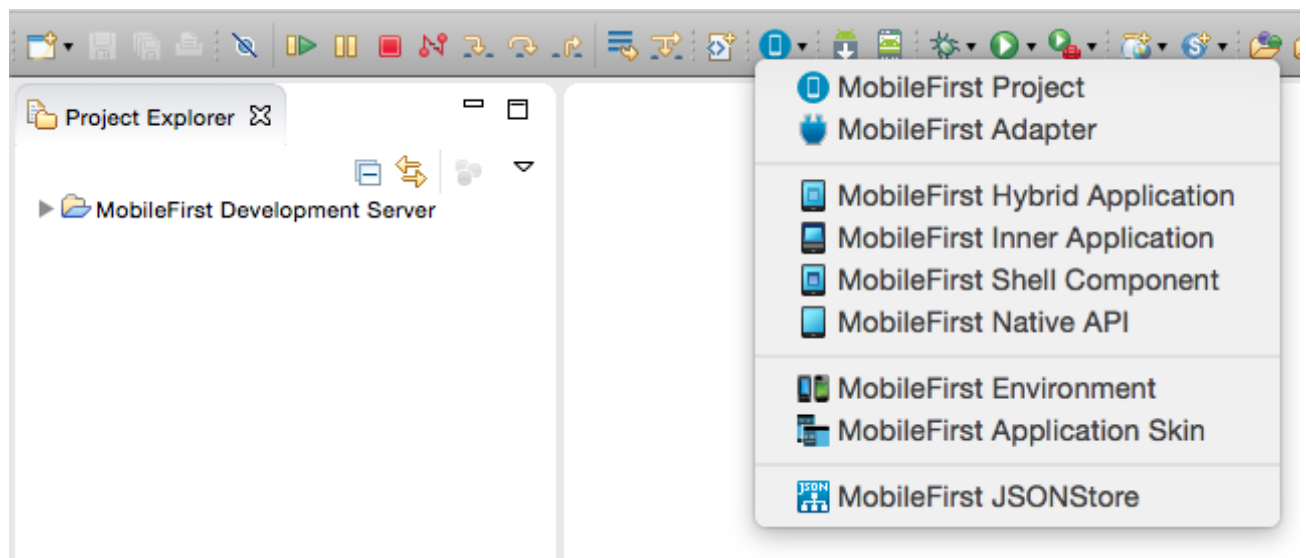 Project Explorer
MobileFirst Development Server
MobileFirst Project
MobileFirst Adapter
MobileFirst Hybrid Application
MobileFirst Inner Application
MobileFirst Shell Component
MobileFirst Native API
MobileFirst Environment
MobileFirst Application Skin
JSON
MobileFirst JSONStore